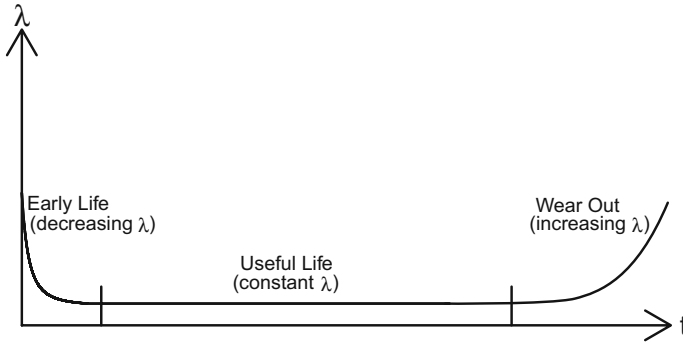 λ
Early Life
(decreasing λ)
Useful Life
(constant λ)
Wear Out
(increasing λ)
t